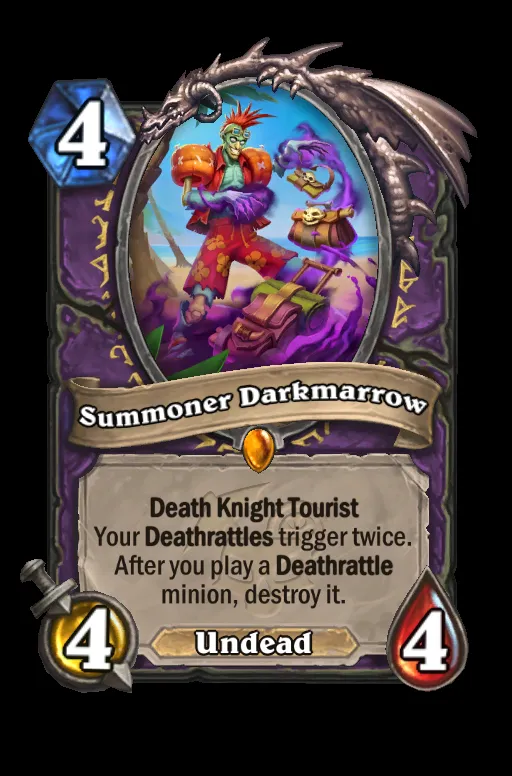 4
Summoner Darkmarrow
Death Knight Tourist
Your Deathrattles trigger twice.
After you play a Deathrattle
minion, destroy it.
4
Undead
4